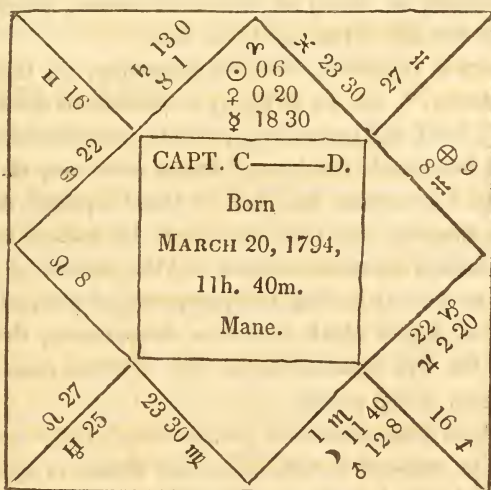 ♄ 13 0
♉ 1
♈
☉ 0 6
♀ 0 20
☿ 18 30
♓ 23 30
27 ♒
♊ 16
♋ 22
⊗ 9
8 ♒
CAPT. C———D.
Born
MARCH 20, 1794,
11h. 40m.
Mane.
♌ 8
22 ♑
♃ 2 20
♌ 27
♅ 25
23 30 ♍
1 ♏
☽ 11 40
♂ 12 8
16 ♐